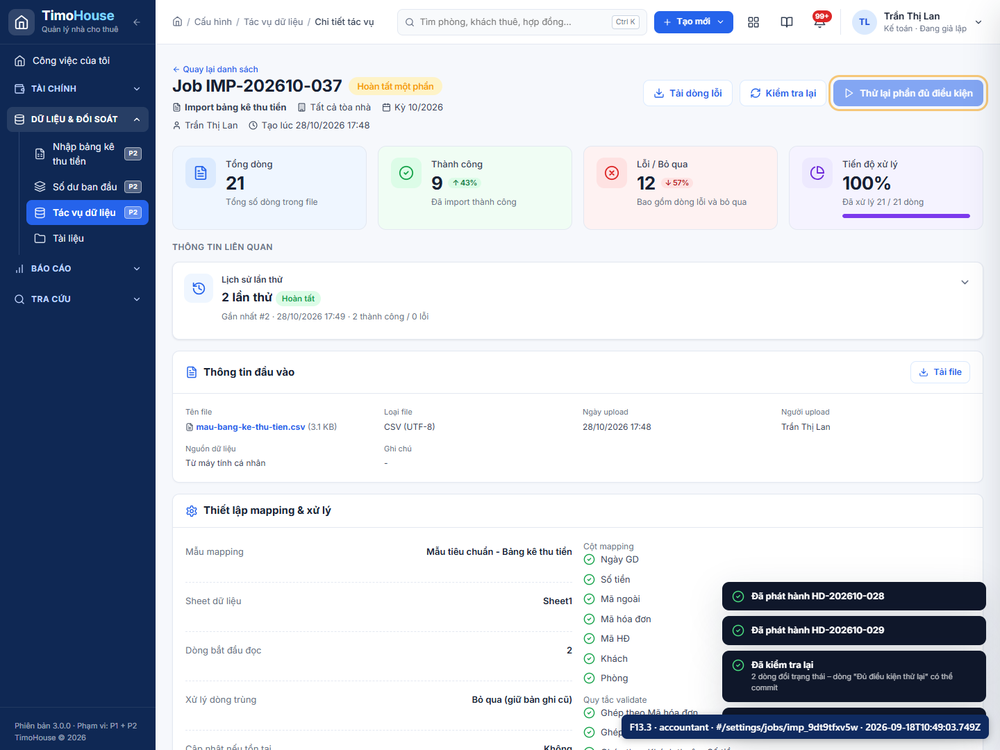 TimoHouse
Quản lý nhà cho thuê
Công việc của tôi
TÀI CHÍNH
DỮ LIỆU & ĐỐI SOÁT
Nhập bảng kê thu tiền P2
Số dư ban đầu P2
Tác vụ dữ liệu P2
Tài liệu
BÁO CÁO
TRA CỨU
Phiên bản 3.0.0 · Phạm vi: P1 + P2
TimoHouse © 2026
/ Cấu hình / Tác vụ dữ liệu / Chi tiết tác vụ
Tìm phòng, khách thuê, hợp đồng... Ctrl K
Tạo mới
99+
TL
Trần Thị Lan
Kế toán · Đang giả lập
Quay lại danh sách
Job IMP-202610-037 Hoàn tất một phần
Import bảng kê thu tiền Tất cả tòa nhà Kỳ 10/2026
Trần Thị Lan Tạo lúc 28/10/2026 17:48
Tải dòng lỗi Kiểm tra lại Thử lại phần đủ điều kiện
Tổng dòng
21
Tổng số dòng trong file
Thành công
9 ↑ 43%
Đã import thành công
Lỗi / Bỏ qua
12 ↓ 57%
Bao gồm dòng lỗi và bỏ qua
Tiến độ xử lý
100%
Đã xử lý 21 / 21 dòng
THÔNG TIN LIÊN QUAN
Lịch sử lần thử
2 lần thử Hoàn tất
Gần nhất #2 · 28/10/2026 17:49 · 2 thành công / 0 lỗi
Thông tin đầu vào
Tải file
Tên file Loại file Ngày upload Người upload
mau-bang-ke-thu-tien.csv (3.1 KB) CSV (UTF-8) 28/10/2026 17:48 Trần Thị Lan
Nguồn dữ liệu Ghi chú
Từ máy tính cá nhân -
Thiết lập mapping & xử lý
Mẫu mapping Mẫu tiêu chuẩn - Bảng kê thu tiền
Sheet dữ liệu Sheet1
Dòng bắt đầu đọc 2
Xử lý dòng trùng Bỏ qua (giữ bản ghi cũ)
Cập nhật nếu tồn tại Không
Cột mapping
Ngày GD
Số tiền
Mã ngoài
Mã hóa đơn
Mã HĐ
Khách
Phòng
Quy tắc validate
Ghép theo Mã hóa đơn
Ghép
Đã phát hành HD-202610-028
Đã phát hành HD-202610-029
Đã kiểm tra lại
2 dòng đổi trạng thái – dòng "Đủ điều kiện thử lại" có thể
commit
F13.3 · accountant · #/settings/jobs/imp_9dt9tfxv5w · 2026-09-18T10:49:03.749Z